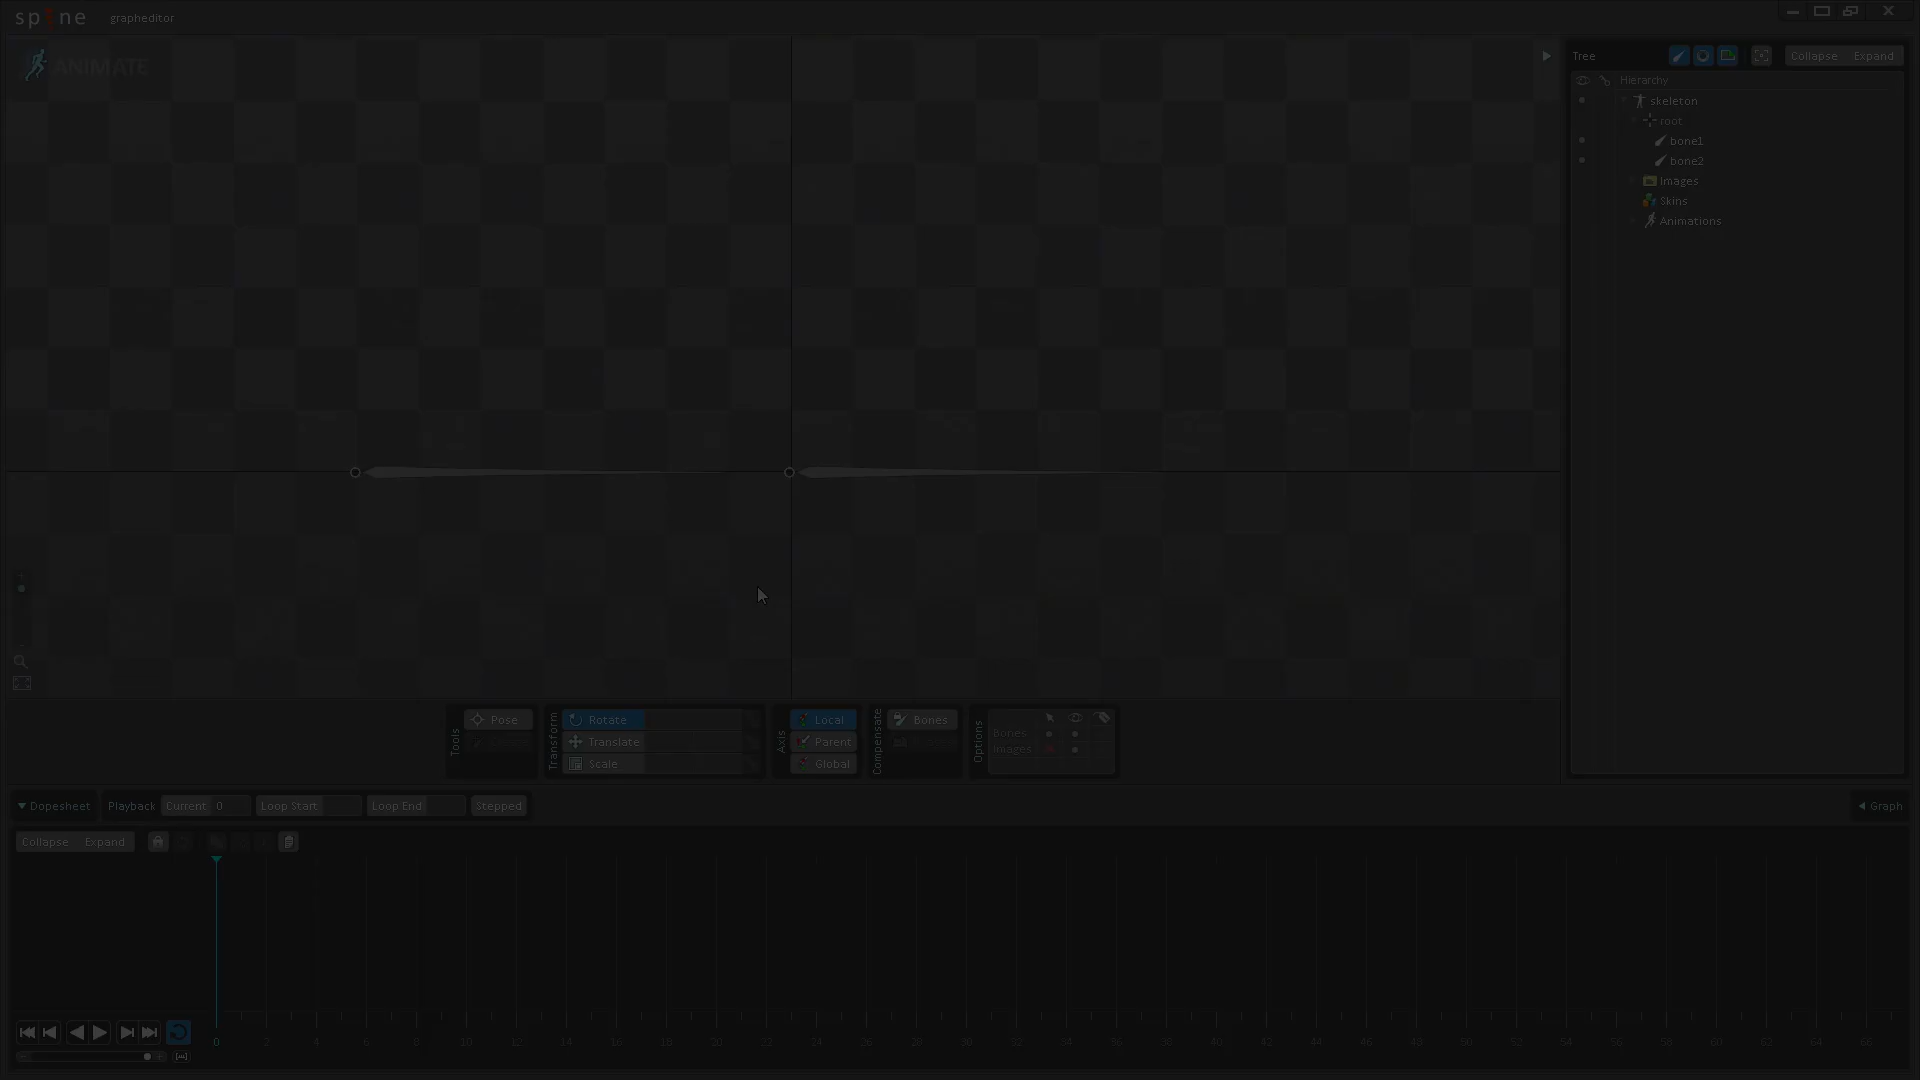 spine grapheditor
ANIMATE
Tree Collapse Expand
Hierarchy
skeleton
root
bone1
bone2
Images
Skins
Animations
Tools
Pose
Transform
Rotate
Translate
Scale
Axis
Local
Parent
Global
Compensate
Bones
Options
Bones
Images
Dopesheet Playback Current 0 Loop Start Loop End Stepped Graph
Collapse Expand
0 2 4 6 8 10 12 14 16 18 20 22 24 26 28 30 32 34 36 38 40 42 44 46 48 50 52 54 56 58 60 62 64 66